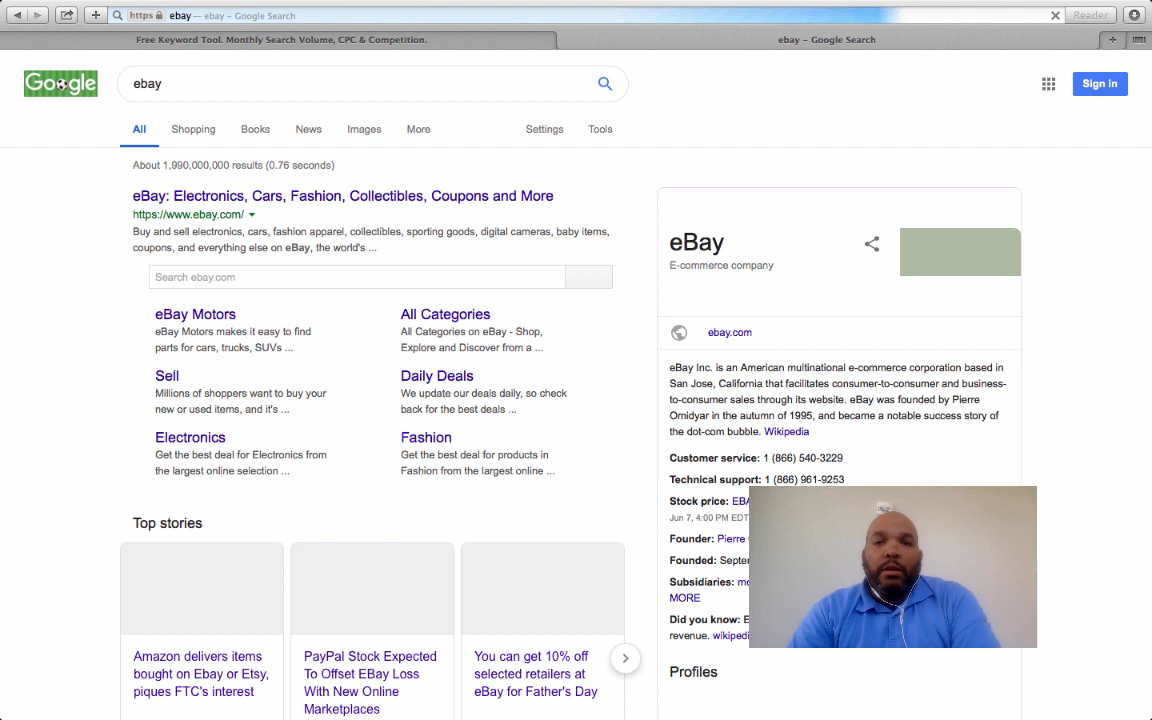 https ebay — ebay – Google Search
Reader
Free Keyword Tool. Monthly Search Volume, CPC & Competition.
ebay – Google Search
Google
ebay
Sign in
All
Shopping
Books
News
Images
More
Settings
Tools
About 1,990,000,000 results (0.76 seconds)
eBay: Electronics, Cars, Fashion, Collectibles, Coupons and More
https://www.ebay.com/
Buy and sell electronics, cars, fashion apparel, collectibles, sporting goods, digital cameras, baby items,
coupons, and everything else on eBay, the world's ...
Search ebay.com
eBay Motors
eBay Motors makes it easy to find
parts for cars, trucks, SUVs ...
All Categories
All Categories on eBay - Shop,
Explore and Discover from a ...
Sell
Millions of shoppers want to buy your
new or used items, and it's ...
Daily Deals
We update our deals daily, so check
back for the best deals ...
Electronics
Get the best deal for Electronics from
the largest online selection ...
Fashion
Get the best deal for products in
Fashion from the largest online ...
Top stories
Amazon delivers items
bought on Ebay or Etsy,
piques FTC's interest
PayPal Stock Expected
To Offset EBay Loss
With New Online
Marketplaces
You can get 10% off
selected retailers at
eBay for Father's Day
eBay
E-commerce company
ebay.com
eBay Inc. is an American multinational e-commerce corporation based in
San Jose, California that facilitates consumer-to-consumer and business-
to-consumer sales through its website. eBay was founded by Pierre
Omidyar in the autumn of 1995, and became a notable success story of
the dot-com bubble. Wikipedia
Customer service: 1 (866) 540-3229
Technical support: 1 (866) 961-9253
Stock price:
Jun 7, 4:00 PM EDT
Founder: Pierre
Founded:
Subsidiaries:
MORE
Did you know:
revenue.
Profiles